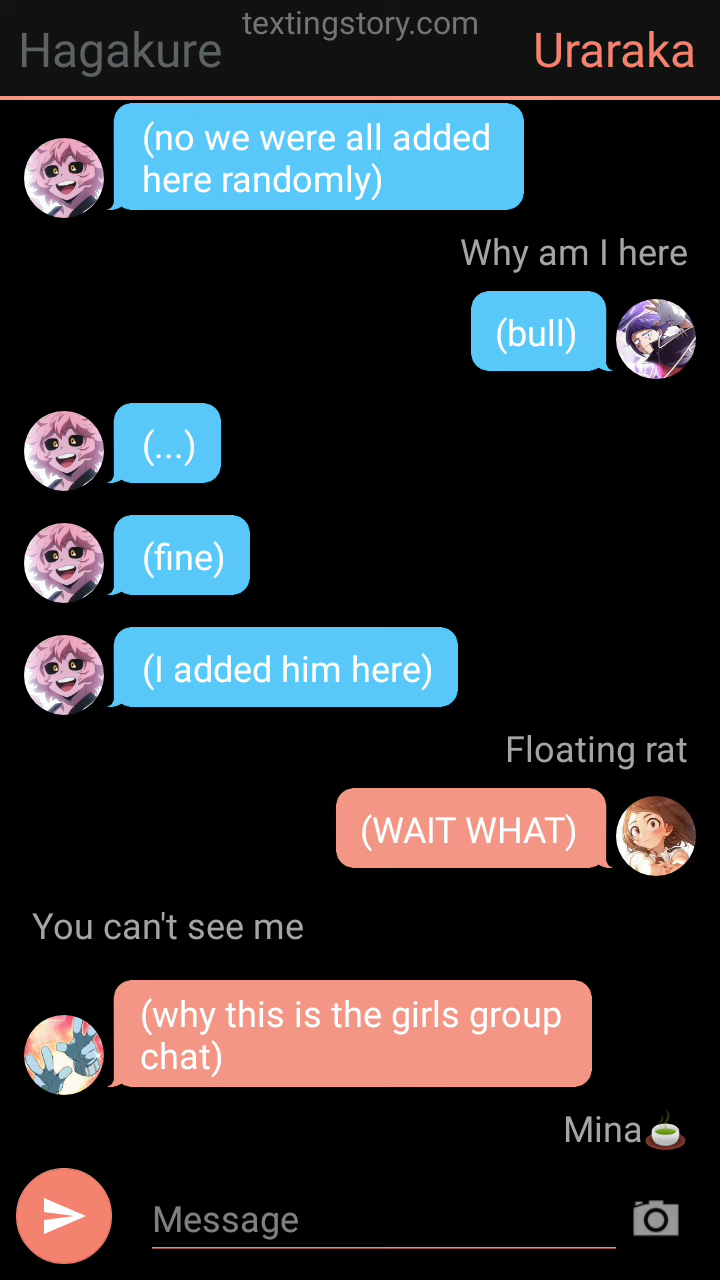 textingstory.com
Hagakure
Uraraka
(no we were all added
here randomly)
Why am I here
(bull)
(...)
(fine)
(I added him here)
Floating rat
(WAIT WHAT)
You can't see me
(why this is the girls group
chat)
Mina🍵
Message